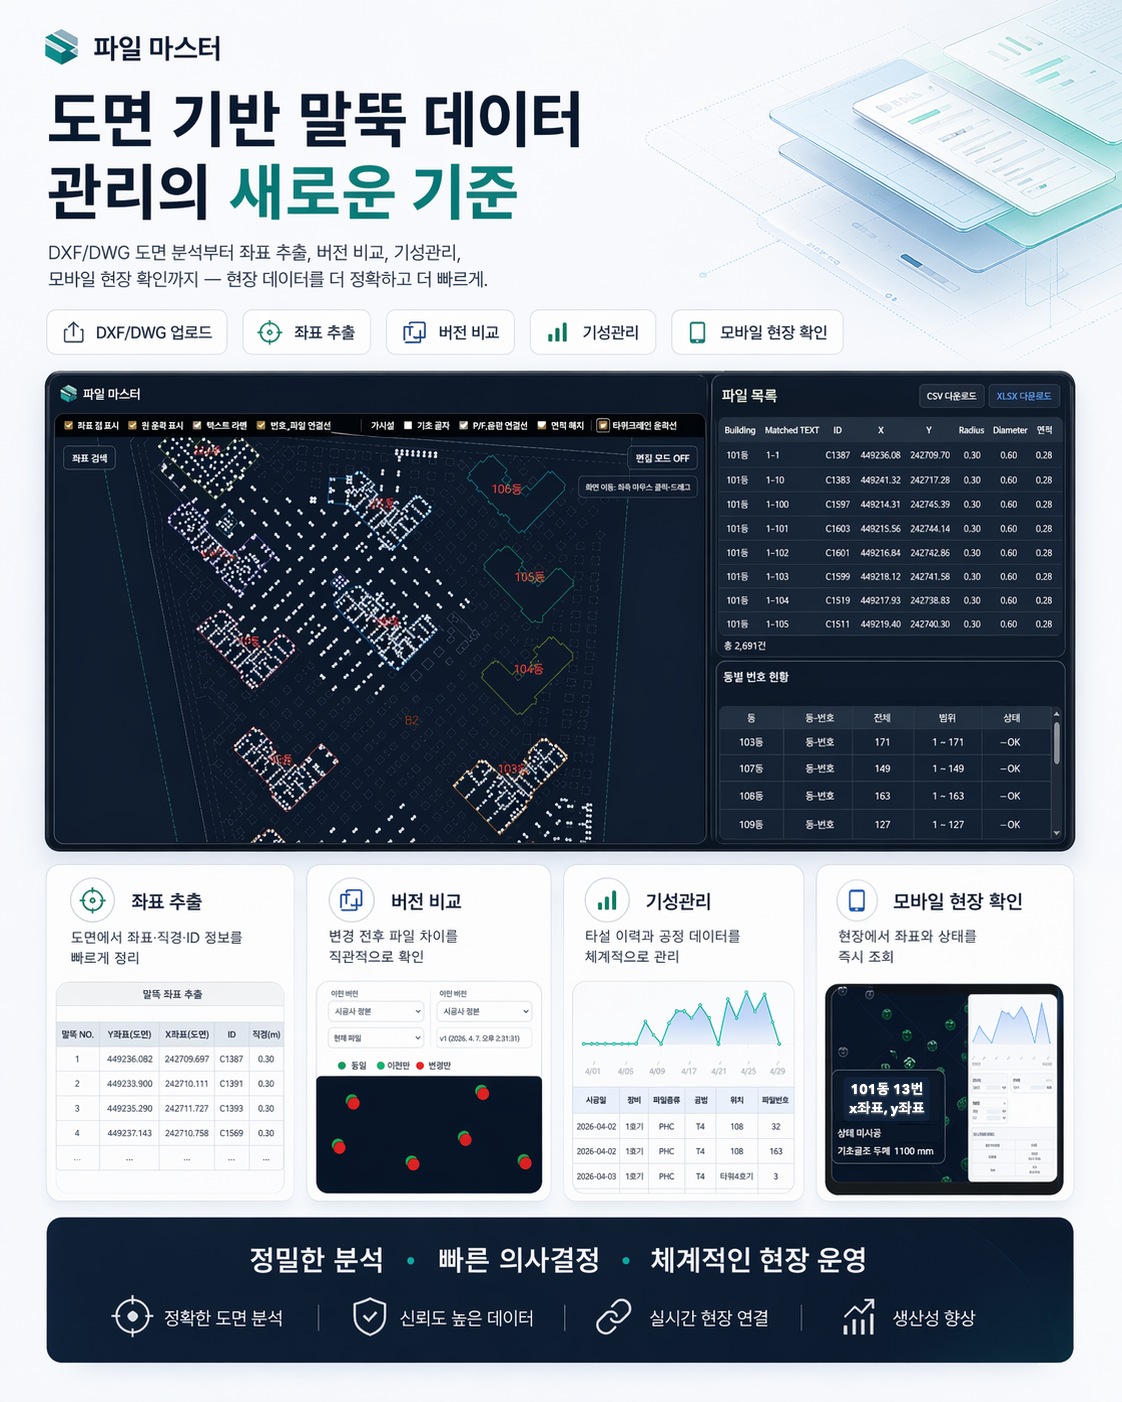 파일 마스터
도면 기반 말뚝 데이터
관리의 새로운 기준
DXF/DWG 도면 분석부터 좌표 추출, 버전 비교, 기성관리,
모바일 현장 확인까지 — 현장 데이터를 더 정확하고 더 빠르게.
DXF/DWG 업로드
좌표 추출
버전 비교
기성관리
모바일 현장 확인
파일 마스터
좌표 점 표시 원 윤곽 표시 텍스트 라벤 번호_파일 연결선 가시설 기초 골자 P/F,음판 연결선 면적 해지 타워크레인 윤곽선
좌표 검색
편집 모드 OFF
화면 이동: 좌측 마우스 클릭-드래그
106동
105동
104동
B2
103동
파일 목록
CSV 다운로드
XLSX 다문로드
Building Matched TEXT ID X Y Radius Diameter 면적
101동 1-1 C1387 449236.08 242709.70 0.30 0.60 0.28
101동 1-10 C1383 449241.32 242717.28 0.30 0.60 0.28
101동 1-100 C1597 449214.31 242745.39 0.30 0.60 0.28
101동 1-101 C1603 449215.56 242744.14 0.30 0.60 0.28
101동 1-102 C1601 449216.84 242742.86 0.30 0.60 0.28
101동 1-103 C1599 449218.12 242741.58 0.30 0.60 0.28
101동 1-104 C1519 449217.93 242738.83 0.30 0.60 0.28
101동 1-105 C1511 449219.40 242740.30 0.30 0.60 0.28
총 2,691건
동별 번호 현황
동 동-번호 전체 범위 상태
103동 동-번호 171 1 ~ 171 –OK
107동 동-번호 149 1 ~ 149 –OK
108동 동-번호 163 1 ~ 163 –OK
109동 동-번호 127 1 ~ 127 –OK
좌표 추출
도면에서 좌표·직경·ID 정보를
빠르게 정리
말뚝 좌표 추출
말뚝 NO. Y좌표(도면) X좌표(도면) ID 직경(m)
1 449236.082 242709.697 C1387 0.30
2 449233.900 242710.111 C1391 0.30
3 449235.290 242711.727 C1393 0.30
4 449237.143 242710.758 C1569 0.30
... ... ... ... ...
버전 비교
변경 전후 파일 차이를
직관적으로 확인
이런 버런 이런 버런
시공사 정본 시공사 정본
현제 파일 v1 (2026. 4. 7. 오후 2:31:31)
동일 이젼만 번경만
기성관리
타설 이력과 공정 데이터를
체계적으로 관리
4/01 4/05 4/09 4/17 4/21 4/25 4/29
시공일 장비 파일종류 공법 위치 파일번호
2026-04-02 1호기 PHC T4 108 32
2026-04-02 1호기 PHC T4 108 163
2026-04-03 1호기 PHC T4 타워4호기 3
모바일 현장 확인
현장에서 좌표와 상태를
즉시 조회
101동 13번
x좌표, y좌표
상태 미시공
기초골조 두께 1100 mm
정밀한 분석 • 빠른 의사결정 • 체계적인 현장 운영
정확한 도면 분석
신뢰도 높은 데이터
실시간 현장 연결
생산성 향상